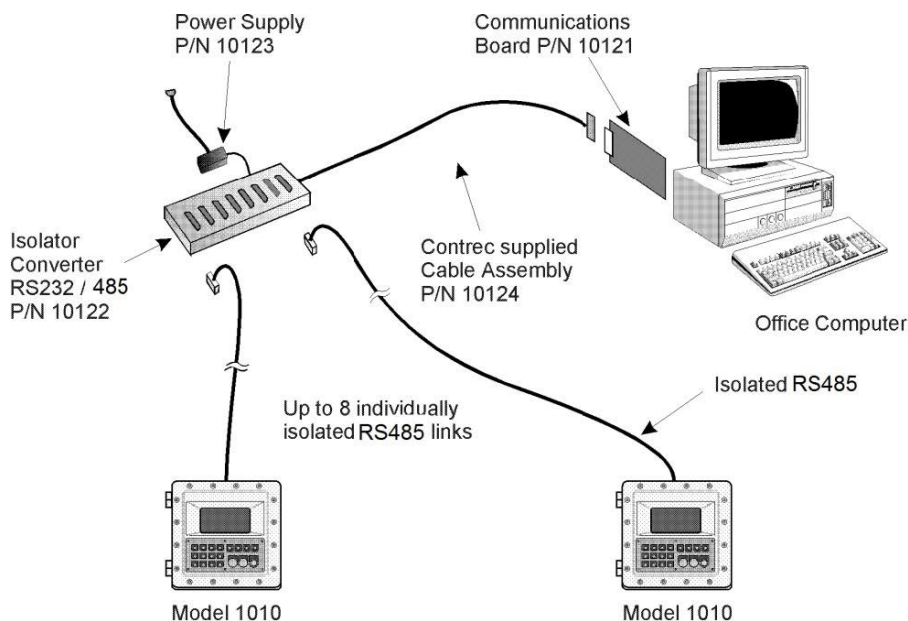 Power Supply
P/N 10123
Communications
Board P/N 10121
Isolator
Converter
RS232 / 485
P/N 10122
Contrec supplied
Cable Assembly
P/N 10124
Office Computer
Isolated RS485
Up to 8 individually
isolated RS485 links
Model 1010
Model 1010